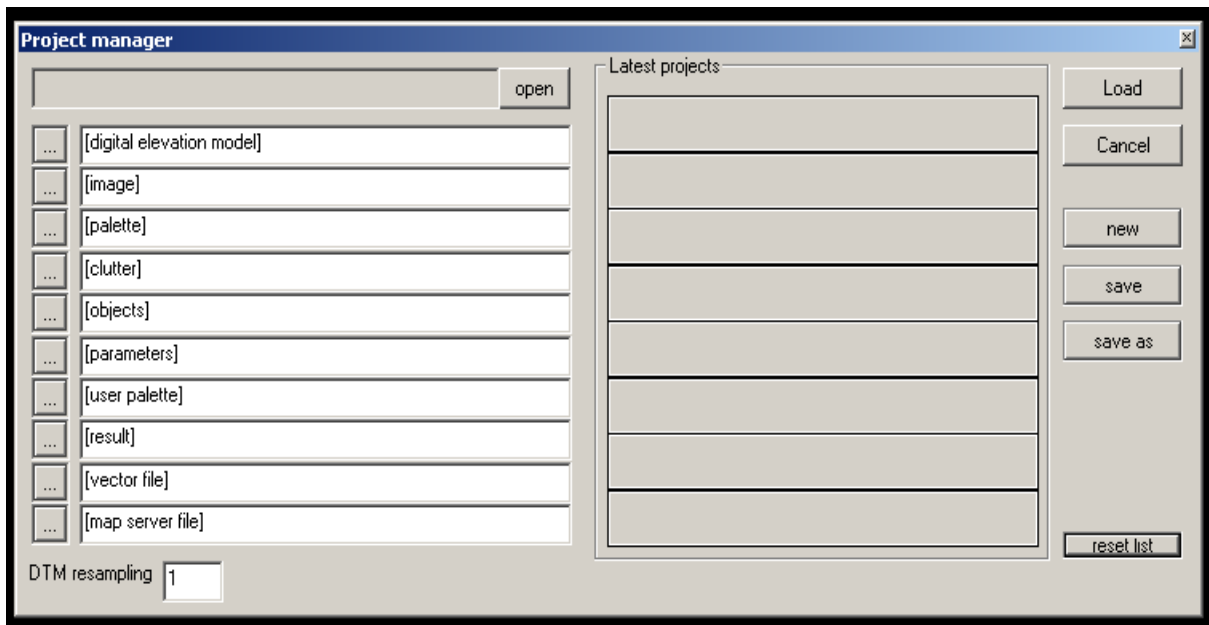 Project manager
open
... [digital elevation model]
... [image]
... [palette]
... [clutter]
... [objects]
... [parameters]
... [user palette]
... [result]
... [vector file]
... [map server file]
DTM resampling 1
Latest projects
Load
Cancel
new
save
save as
reset list